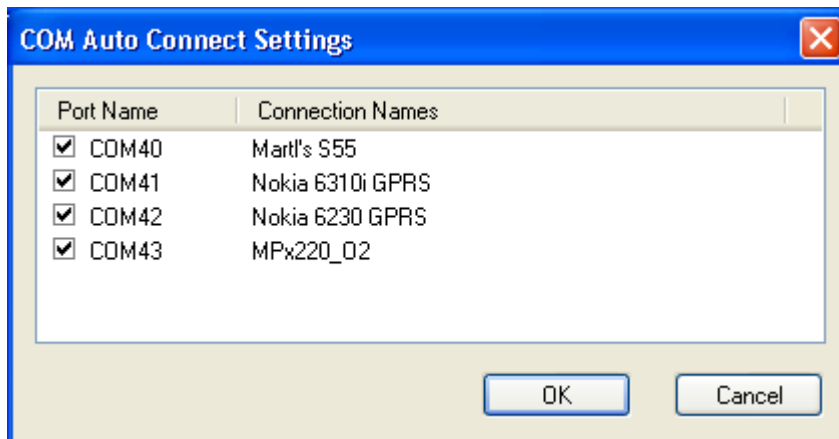 COM Auto Connect Settings
Port Name Connection Names
COM40 Martl's S55
COM41 Nokia 6310i GPRS
COM42 Nokia 6230 GPRS
COM43 MPx220_O2
OK Cancel